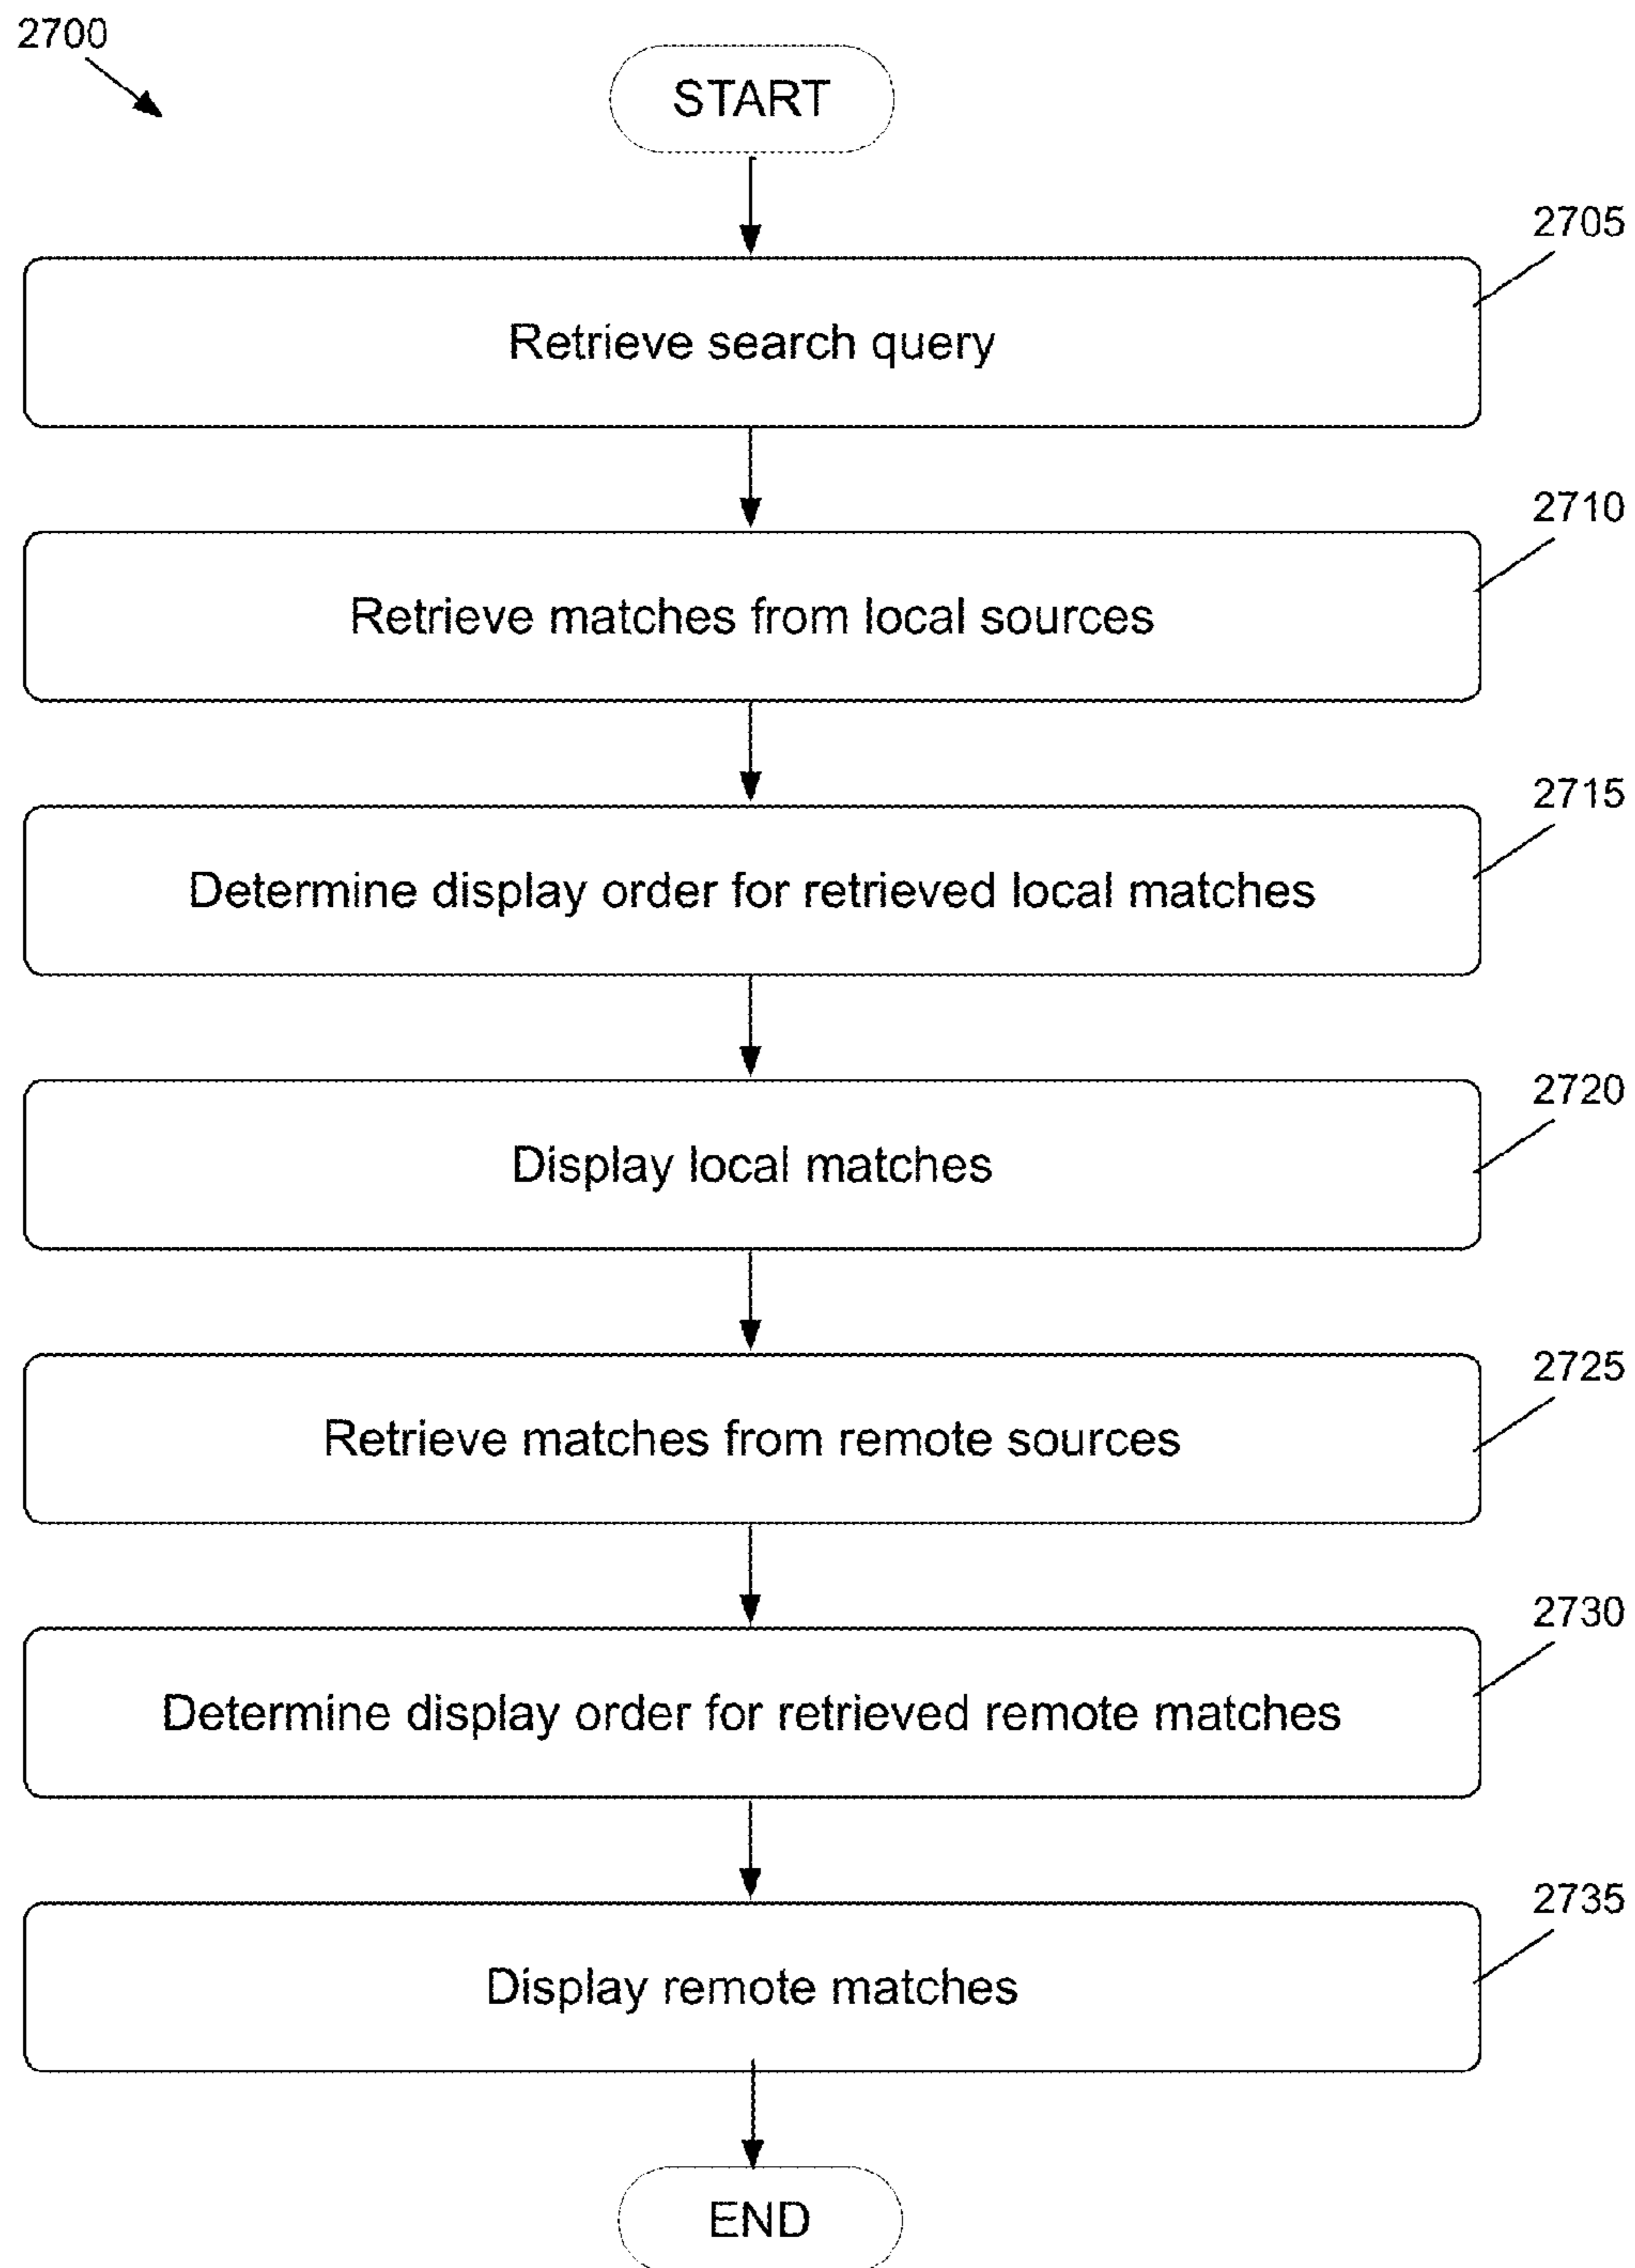 2700
START
2705
Retrieve search query
2710
Retrieve matches from local sources
2715
Determine display order for retrieved local matches
2720
Display local matches
2725
Retrieve matches from remote sources
2730
Determine display order for retrieved remote matches
2735
Display remote matches
END